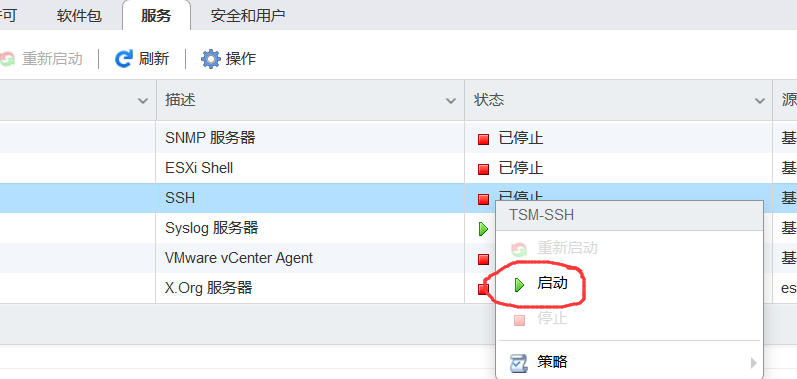 许可 软件包 服务 安全和用户
重新启动 刷新 操作
描述 状态 源
SNMP 服务器 已停止 基
ESXi Shell 已停止 基
SSH 已停止 基
Syslog 服务器 基
VMware vCenter Agent 基
X.Org 服务器 es
TSM-SSH
重新启动
启动
停止
策略